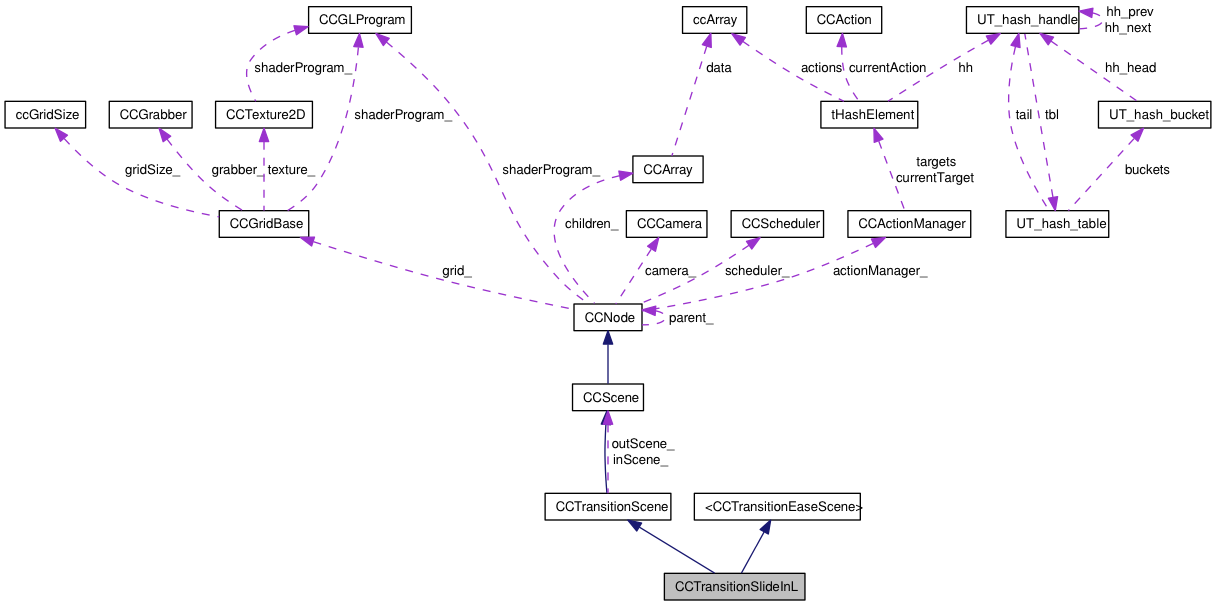 CCGLProgram
ccArray
CCAction
UT_hash_handle
hh_prev
hh_next
shaderProgram_
data
actions
currentAction
hh
hh_head
ccGridSize
CCGrabber
CCTexture2D
shaderProgram_
tHashElement
tail
tbl
UT_hash_bucket
gridSize_
grabber_
texture_
shaderProgram_
CCArray
targets
currentTarget
buckets
CCGridBase
children_
CCCamera
CCScheduler
CCActionManager
UT_hash_table
grid_
camera_
scheduler_
actionManager_
CCNode
parent_
CCScene
outScene_
inScene_
CCTransitionScene
<CCTransitionEaseScene>
CCTransitionSlideInL